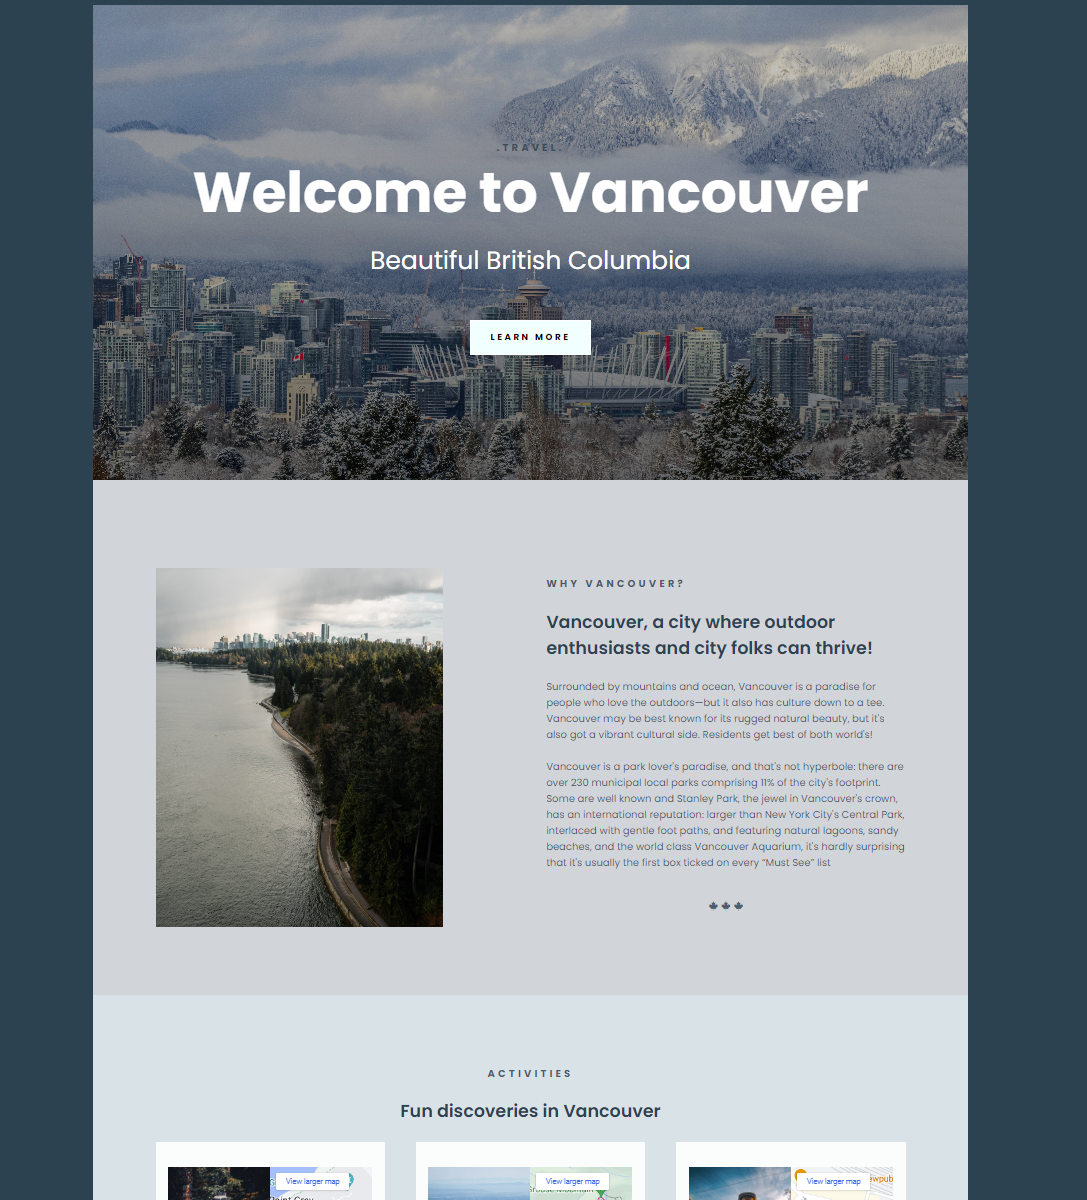 .TRAVEL.
Welcome to Vancouver
Beautiful British Columbia
LEARN MORE
WHY VANCOUVER?
Vancouver, a city where outdoor
enthusiasts and city folks can thrive!
Surrounded by mountains and ocean, Vancouver is a paradise for
people who love the outdoors—but it also has culture down to a tee.
Vancouver may be best known for its rugged natural beauty, but it's
also got a vibrant cultural side. Residents get best of both world's!
Vancouver is a park lover's paradise, and that's not hyperbole: there are
over 230 municipal local parks comprising 11% of the city's footprint.
Some are well known and Stanley Park, the jewel in Vancouver's crown,
has an international reputation: larger than New York City's Central Park,
interlaced with gentle foot paths, and featuring natural lagoons, sandy
beaches, and the world class Vancouver Aquarium, it's hardly surprising
that it's usually the first box ticked on every “Must See” list
ACTIVITIES
Fun discoveries in Vancouver
View larger map
View larger map
View larger map